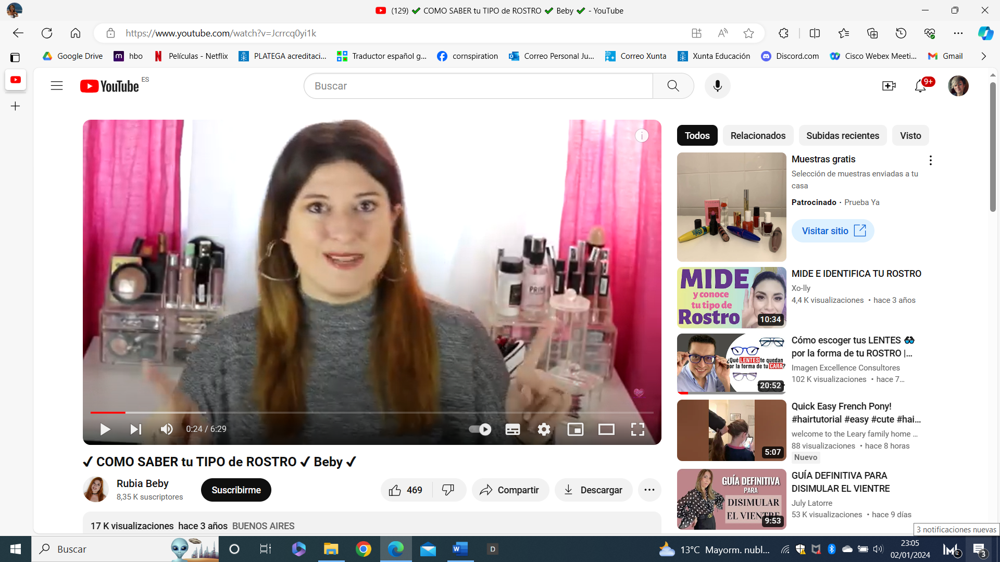 (129) ✔ COMO SABER tu TIPO de ROSTRO ✔ Beby ✔ - YouTube
https://www.youtube.com/watch?v=Jcrrcq0yi1k
Google Drive
hbo
Películas - Netflix
PLATEGA acreditaci...
Traductor español g...
cornspiration
Correo Personal Ju...
Correo Xunta
Xunta Educación
Discord.com
Cisco Webex Meeti...
Gmail
YouTube ES
Buscar
9+
PRIME
0:24 / 6:29
✔ COMO SABER tu TIPO de ROSTRO ✔ Beby ✔
Rubia Beby
8,35 K suscriptores
Suscribirme
469
Compartir
Descargar
17 K visualizaciones hace 3 años BUENOS AIRES
Todos
Relacionados
Subidas recientes
Visto
Muestras gratis
Selección de muestras enviadas a tu
casa
Patrocinado · Prueba Ya
Visitar sitio
MIDE
y conoce
tu tipo de
Rostro
10:34
MIDE E IDENTIFICA TU ROSTRO
Xo-lly
4,4 K visualizaciones • hace 3 años
¿Qué LENTES te quedan
por la forma de tu CARA?
20:52
Cómo escoger tus LENTES 👓
por la forma de tu ROSTRO |...
Imagen Excellence Consultores
102 K visualizaciones • hace 7...
5:07
Quick Easy French Pony!
#hairtutorial #easy #cute #hai...
welcome to the Leary family home ...
88 visualizaciones • hace 8 horas
Nuevo
GUÍA DEFINITIVA
PARA
DISIMULAR
EL VIENTRE
9:53
GUÍA DEFINITIVA PARA
DISIMULAR EL VIENTRE
July Latorre
53 K visualizaciones • hace 9 días
3 notificaciones nuevas
Buscar
W
D
13°C Mayorm. nubl...
23:05
02/01/2024
2
3